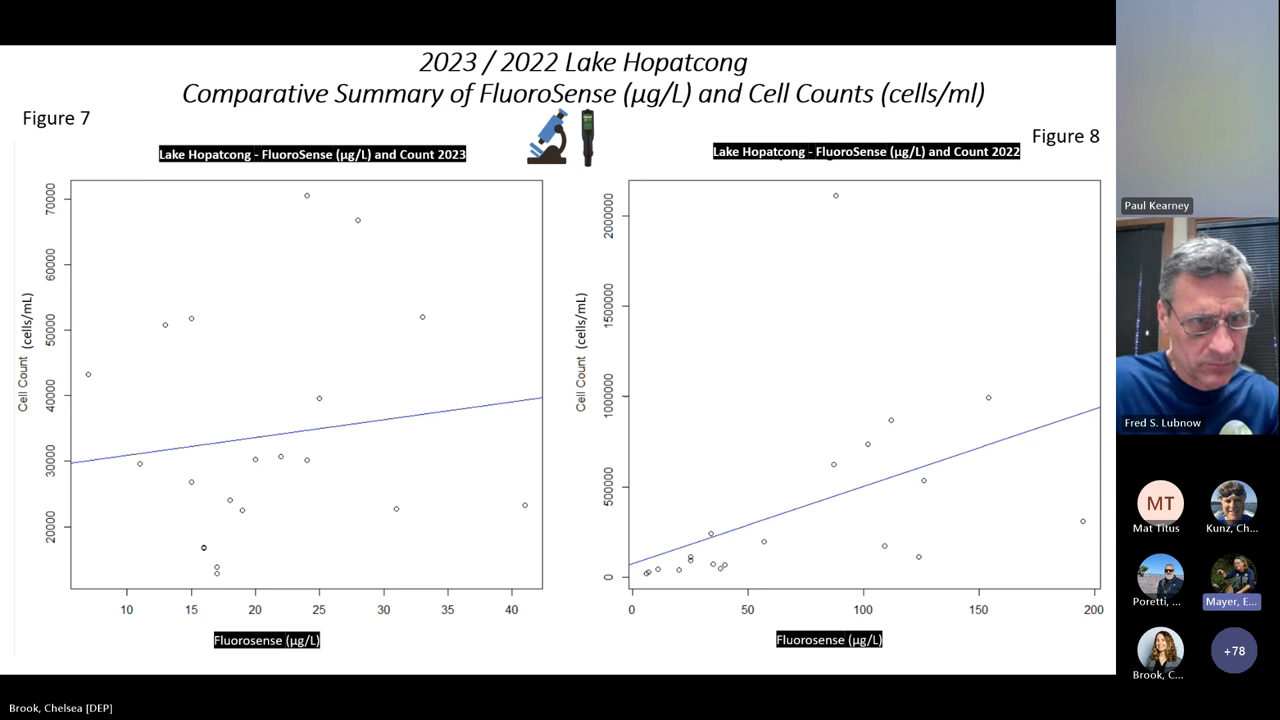 2023 / 2022 Lake Hopatcong
Comparative Summary of FluoroSense (µg/L) and Cell Counts (cells/ml)
Figure 7
Lake Hopatcong - FluoroSense (µg/L) and Count 2023
Cell Count (cells/mL)
70000
60000
50000
40000
30000
20000
10 15 20 25 30 35 40
Fluorosense (µg/L)
Figure 8
Lake Hopatcong - FluoroSense (µg/L) and Count 2022
Cell Count (cells/mL)
2000000
1500000
1000000
500000
0
0 50 100 150 200
Fluorosense (µg/L)
Paul Kearney
Fred S. Lubnow
MT
Mat Titus
Kunz, Ch...
Poretti, ...
Mayer, E...
Brook, C...
+78
Brook, Chelsea [DEP]